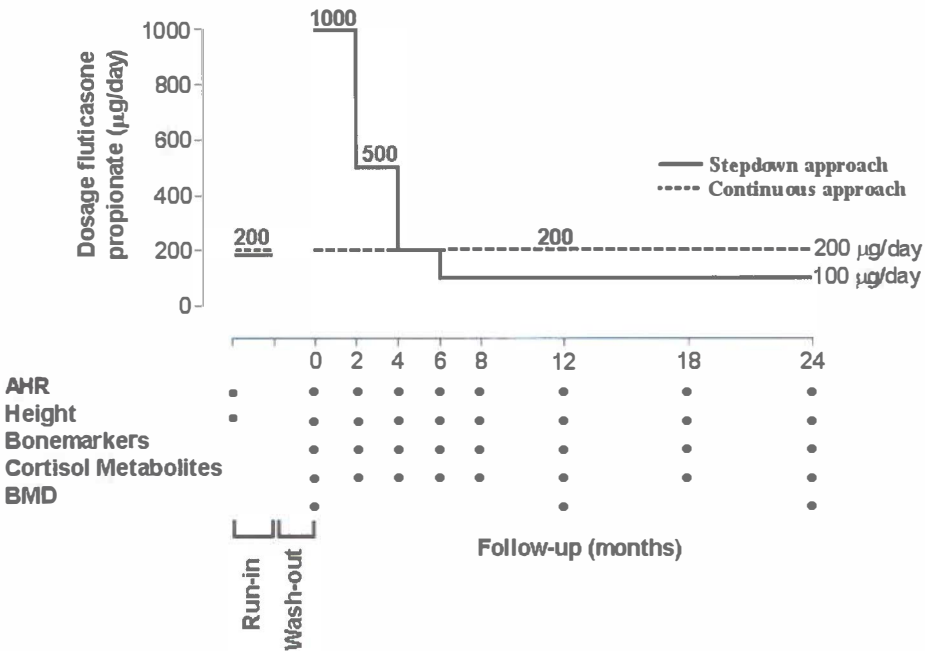 1000
1000
800
600
400
200
0
Dosage fluticasone
propionate (µg/day)
500
200
200
Stepdown approach
Continuous approach
200 µg/day
100 µg/day
0 2 4 6 8 12 18 24
AHR
Height
Bonemarkers
Cortisol Metabolites
BMD
Run-in
Wash-out
Follow-up (months)